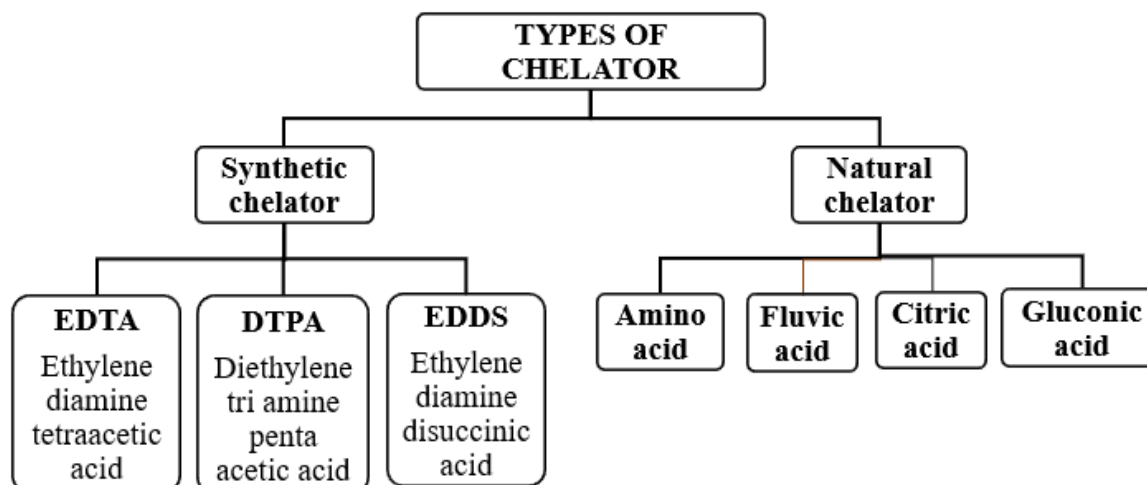 TYPES OF
CHELATOR
Synthetic
chelator
Natural
chelator
EDTA
Ethylene
diamine
tetraacetic
acid
DTPA
Diethylene
tri amine
penta
acetic acid
EDDS
Ethylene
diamine
disuccinic
acid
Amino
acid
Fluvic
acid
Citric
acid
Gluconic
acid